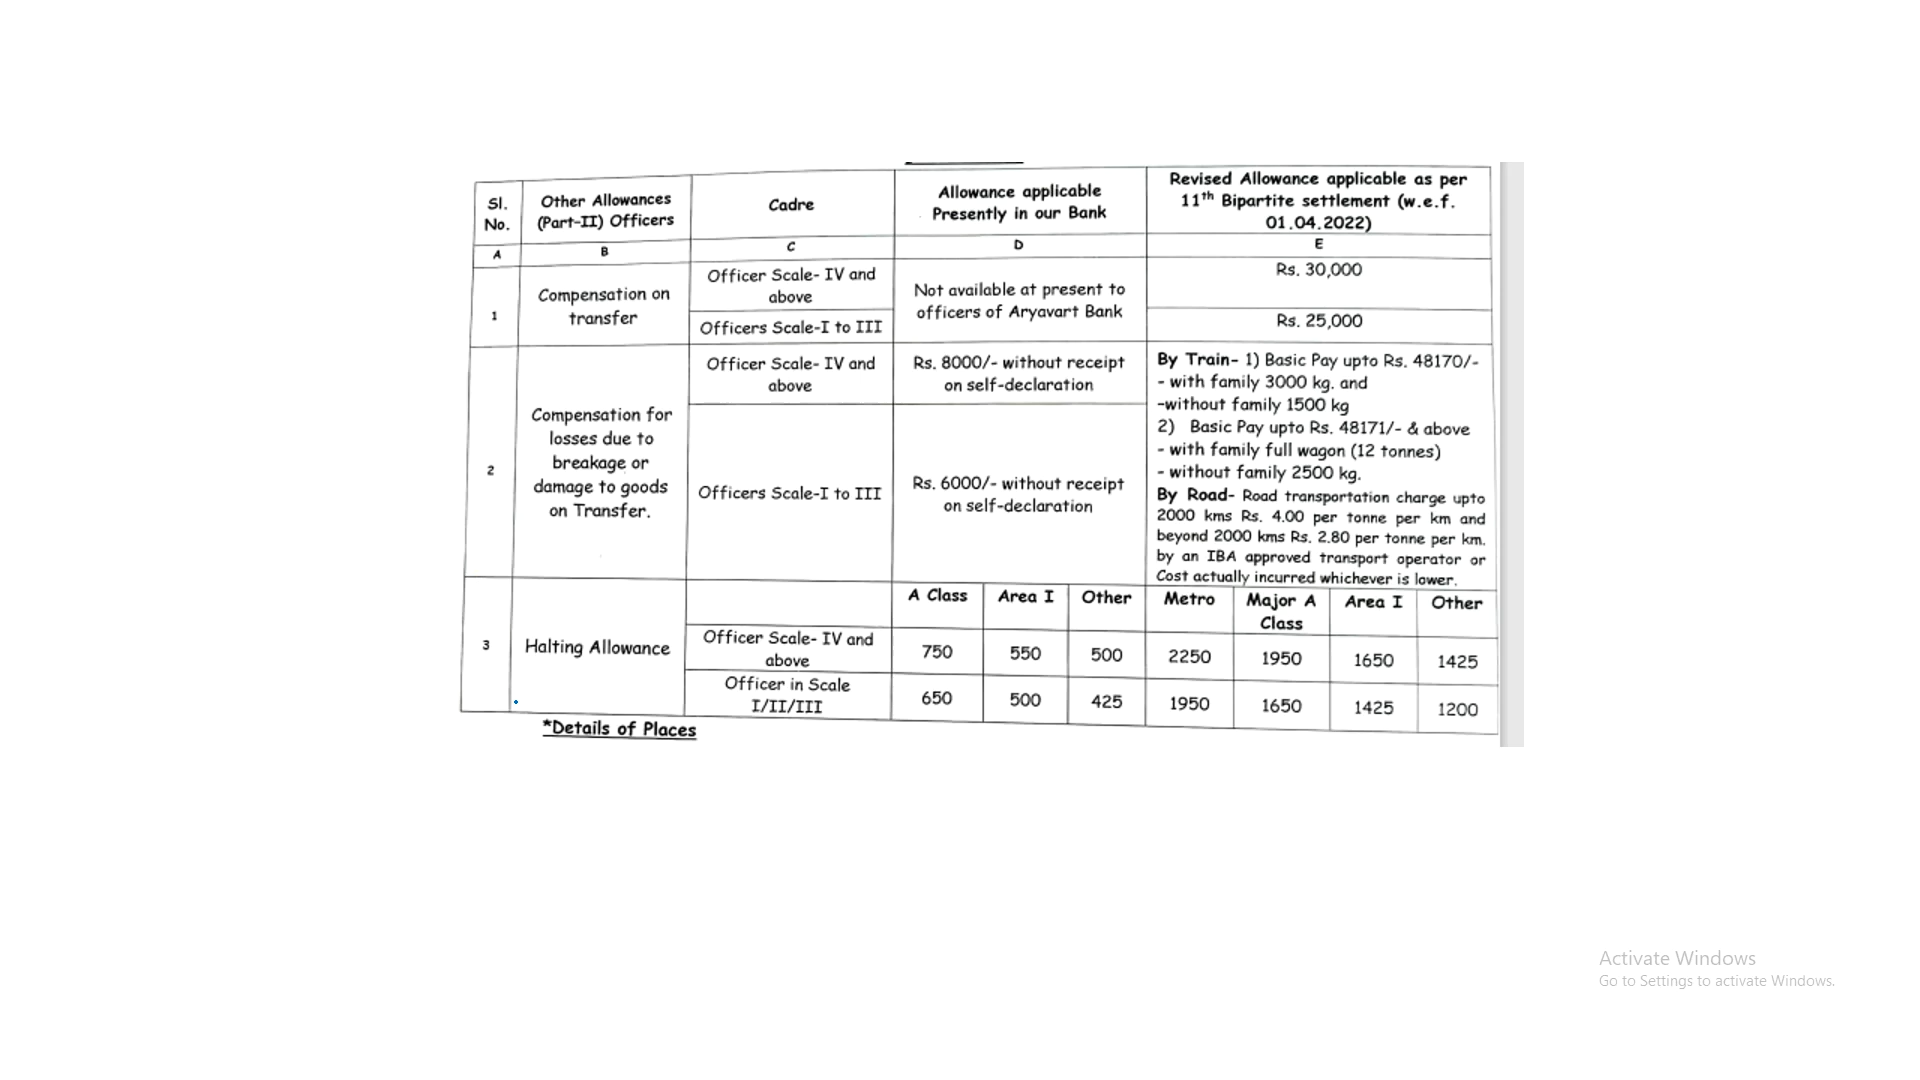 Sl. No.
Other Allowances (Part-II) Officers
Cadre
Allowance applicable Presently in our Bank
Revised Allowance applicable as per 11th Bipartite settlement (w.e.f. 01.04.2022)
A
B
C
D
E
1
Compensation on transfer
Officer Scale- IV and above
Not available at present to officers of Aryavart Bank
Rs. 30,000
Officers Scale-I to III
Rs. 25,000
2
Compensation for losses due to breakage or damage to goods on Transfer.
Officer Scale- IV and above
Rs. 8000/- without receipt on self-declaration
Officers Scale-I to III
Rs. 6000/- without receipt on self-declaration
By Train- 1) Basic Pay upto Rs. 48170/-
- with family 3000 kg. and
-without family 1500 kg
2) Basic Pay upto Rs. 48171/- & above
- with family full wagon (12 tonnes)
- without family 2500 kg.
By Road- Road transportation charge upto
2000 kms Rs. 4.00 per tonne per km and
beyond 2000 kms Rs. 2.80 per tonne per km.
by an IBA approved transport operator or
Cost actually incurred whichever is lower.
3
Halting Allowance
A Class Area I Other Metro Major A Class Area I Other
Officer Scale- IV and above
750 550 500 2250 1950 1650 1425
Officer in Scale I/II/III
650 500 425 1950 1650 1425 1200
*Details of Places
Activate Windows
Go to Settings to activate Windows.